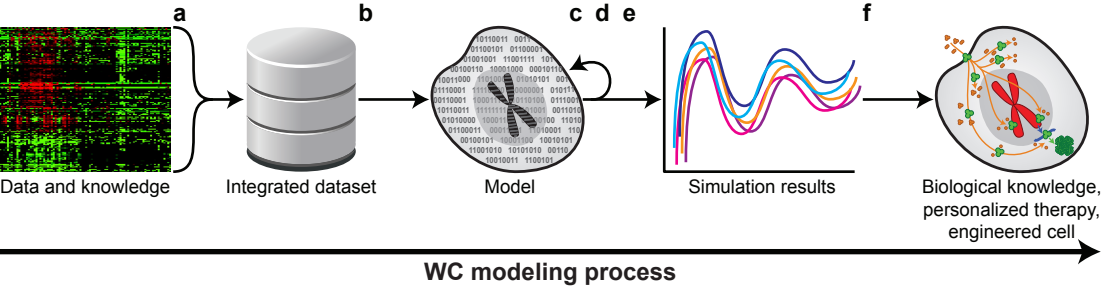 a b c d e f
Data and knowledge
Integrated dataset
Model
Simulation results
Biological knowledge,
personalized therapy,
engineered cell
WC modeling process